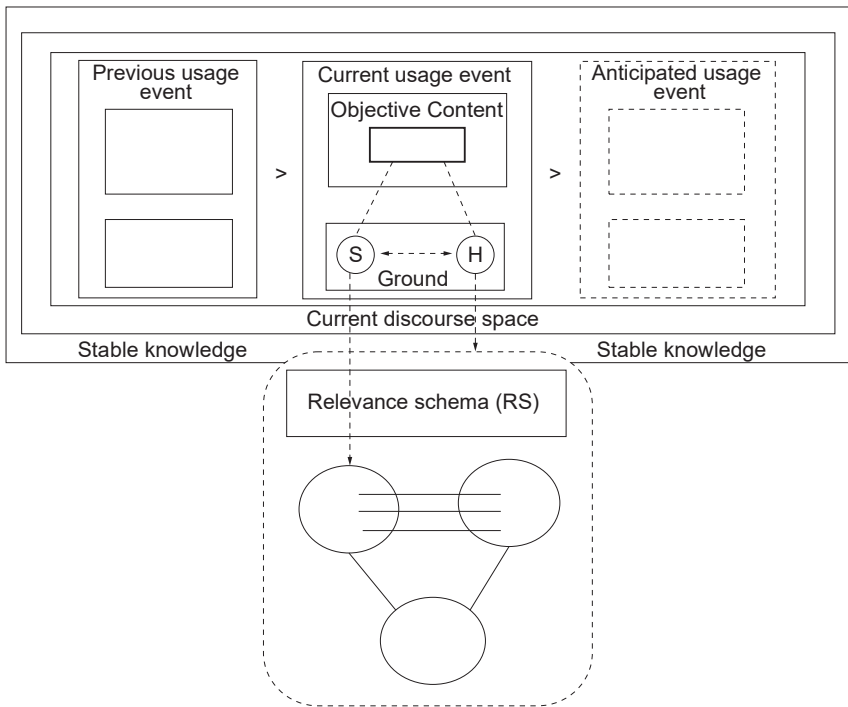 Previous usage
event
>
Current usage event
Objective Content
S
H
Ground
>
Anticipated usage
event
Current discourse space
Stable knowledge
Stable knowledge
Relevance schema (RS)